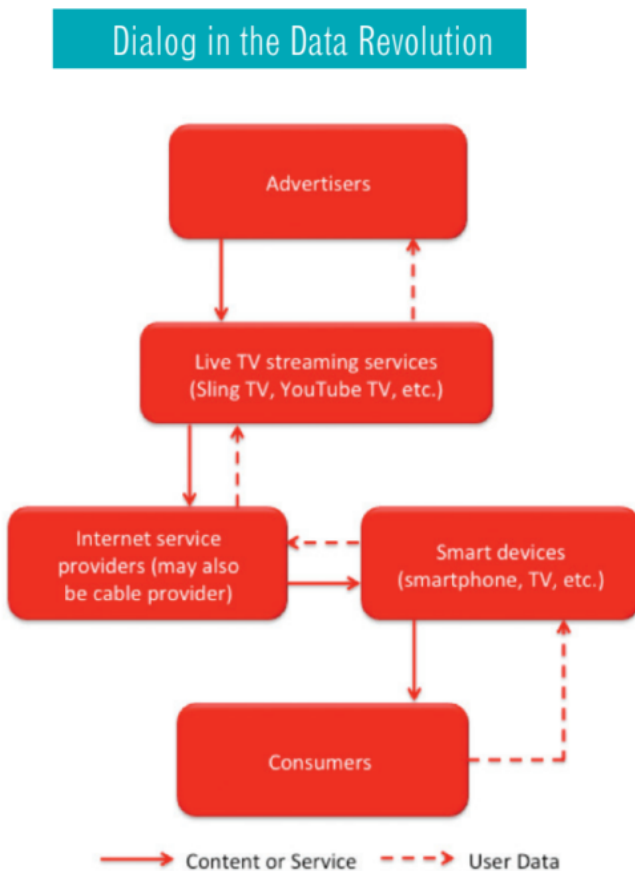 Dialog in the Data Revolution
Advertisers
Live TV streaming services
(Sling TV, YouTube TV, etc.)
Internet service
providers (may also
be cable provider)
Smart devices
(smartphone, TV, etc.)
Consumers
Content or Service
User Data